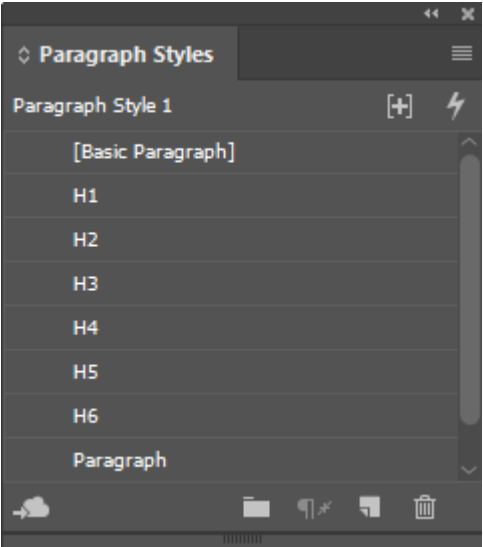 Paragraph Styles
Paragraph Style 1
[Basic Paragraph]
H1
H2
H3
H4
H5
H6
Paragraph